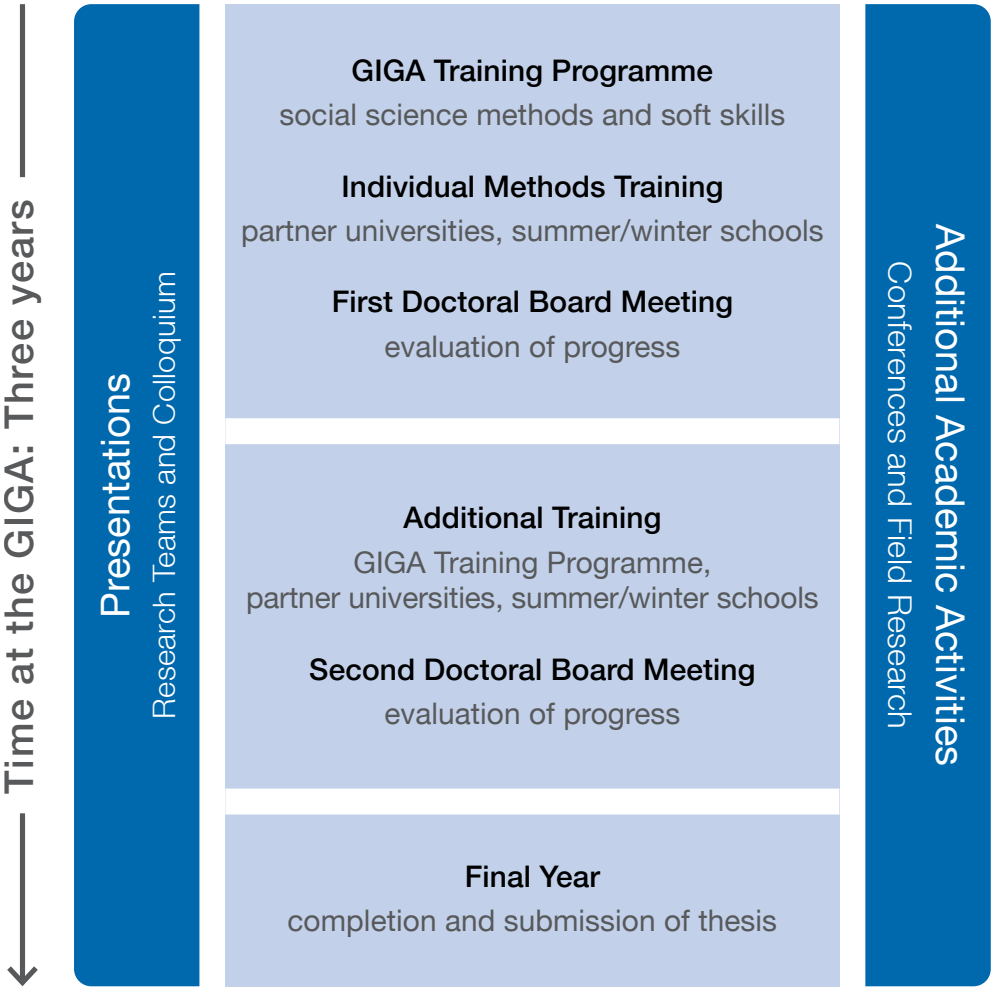 Time at the GIGA: Three years
Presentations
Research Teams and Colloquium
GIGA Training Programme
social science methods and soft skills
Individual Methods Training
partner universities, summer/winter schools
First Doctoral Board Meeting
evaluation of progress
Additional Training
GIGA Training Programme,
partner universities, summer/winter schools
Second Doctoral Board Meeting
evaluation of progress
Final Year
completion and submission of thesis
Additional Academic Activities
Conferences and Field Research